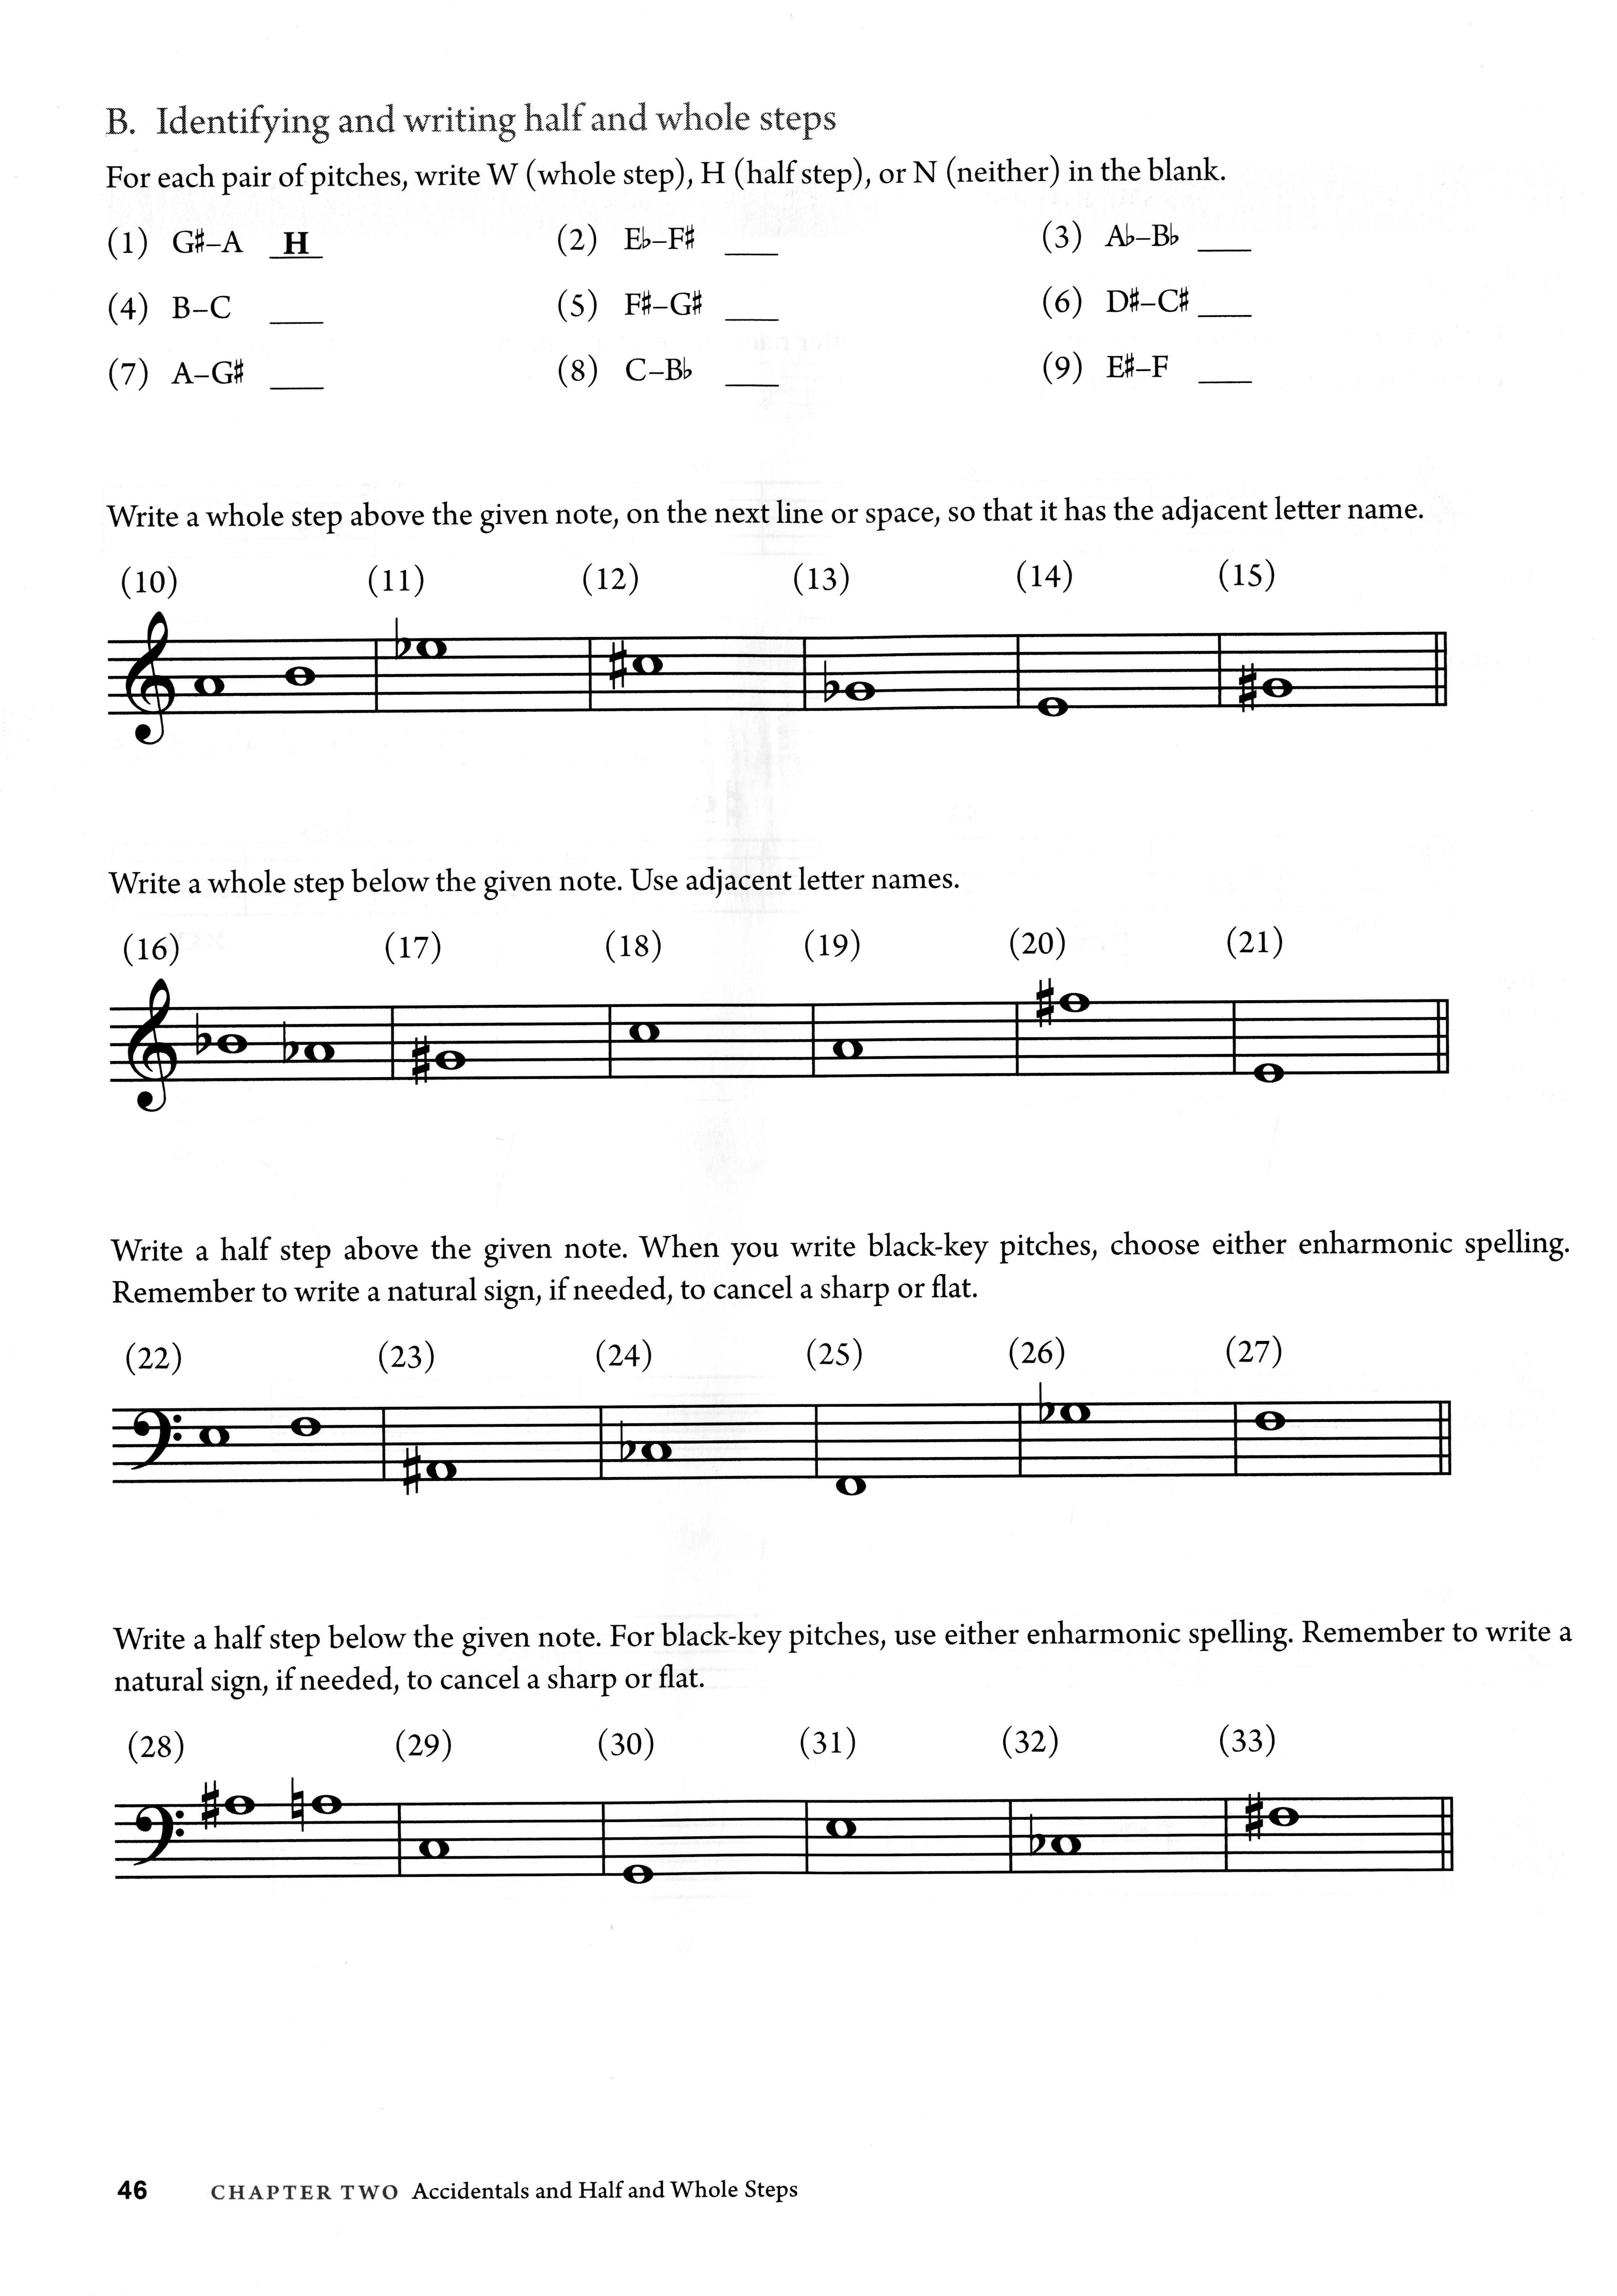 B. Identifying and writing half and whole steps
For each pair of pitches, write W (whole step), H (half step), or N (neither) in the blank.
(1) G♯–A H (2) E♭–F♯ ___ (3) A♭–B♭ ___
(4) B–C ___ (5) F♯–G♯ ___ (6) D♯–C♯ ___
(7) A–G♯ ___ (8) C–B♭ ___ (9) E♯–F ___
Write a whole step above the given note, on the next line or space, so that it has the adjacent letter name.
(10) (11) (12) (13) (14) (15)
Write a whole step below the given note. Use adjacent letter names.
(16) (17) (18) (19) (20) (21)
Write a half step above the given note. When you write black-key pitches, choose either enharmonic spelling.
Remember to write a natural sign, if needed, to cancel a sharp or flat.
(22) (23) (24) (25) (26) (27)
Write a half step below the given note. For black-key pitches, use either enharmonic spelling. Remember to write a
natural sign, if needed, to cancel a sharp or flat.
(28) (29) (30) (31) (32) (33)
46 CHAPTER TWO Accidentals and Half and Whole Steps